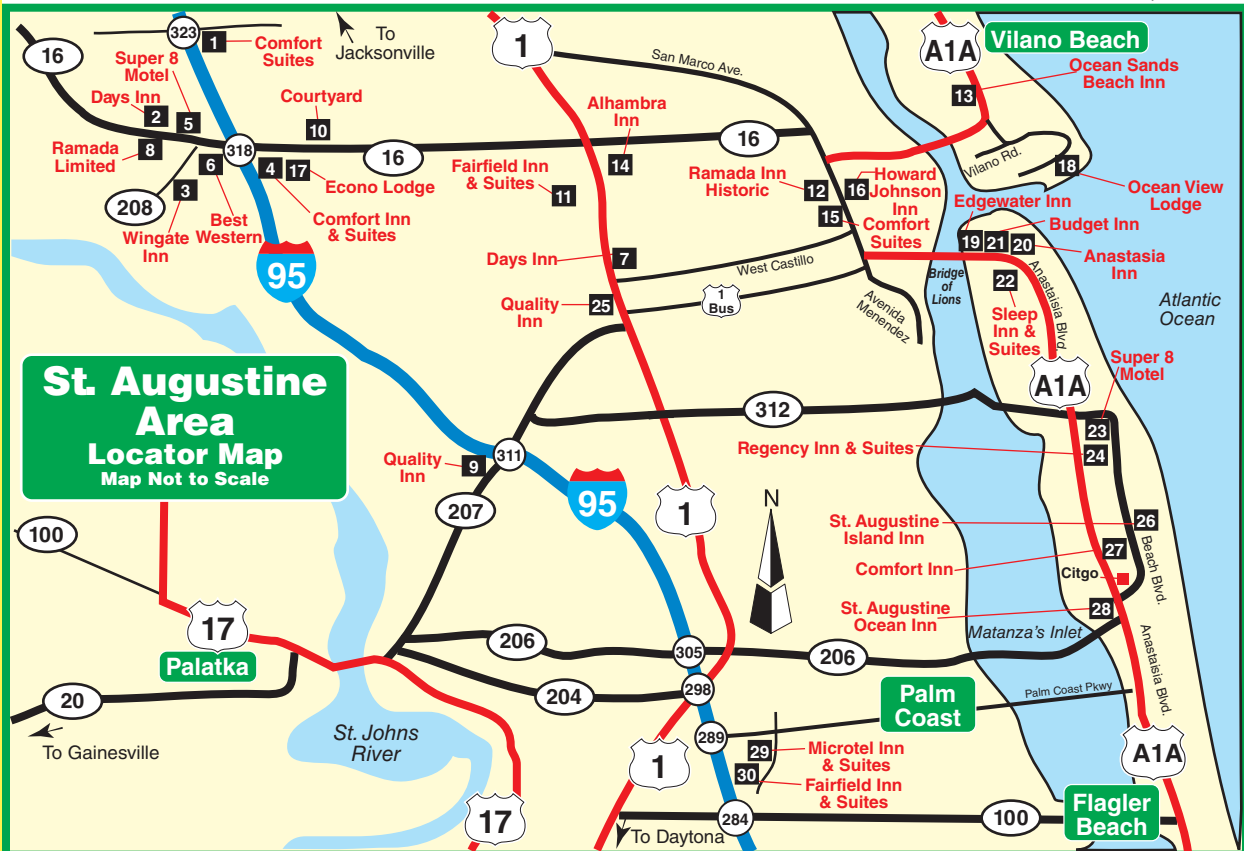 323
1
Comfort
Suites
To
Jacksonville
1
San Marco Ave.
A1A
Vilano Beach
Ocean Sands
Beach Inn
13
16
Super 8
Motel
Days Inn
2
5
Courtyard
10
Alhambra
Inn
14
Ramada
Limited
8
318
16
16
Vilano Rd.
18
Ocean View
Lodge
6
4
17
Econo Lodge
Fairfield Inn
& Suites
11
Ramada Inn
Historic
12
16
Howard
Johnson
Inn
208
3
Wingate
Inn
Best
Western
Comfort Inn
& Suites
15
Comfort
Suites
Edgewater Inn
19
21
20
Budget Inn
Anastasia
Inn
95
Days Inn
7
West Castillo
Bridge
of
Lions
22
Sleep
Inn &
Suites
Anastaisia Blvd
Atlantic
Ocean
Quality
Inn
25
1
Bus
Avenida
Menendez
St. Augustine
Area
Locator Map
Map Not to Scale
A1A
Super 8
Motel
312
23
Regency Inn & Suites
24
Quality
Inn
9
311
95
207
1
N
100
St. Augustine
Island Inn
26
Comfort Inn
27
Beach Blvd.
Citgo
St. Augustine
Ocean Inn
28
17
Palatka
206
305
206
Matanza's Inlet
Anastaisia Blvd.
20
204
298
Palm
Coast
Palm Coast Pkwy
To Gainesville
St. Johns
River
289
1
29
Microtel Inn
& Suites
30
Fairfield Inn
& Suites
A1A
17
284
100
Flagler
Beach
To Daytona